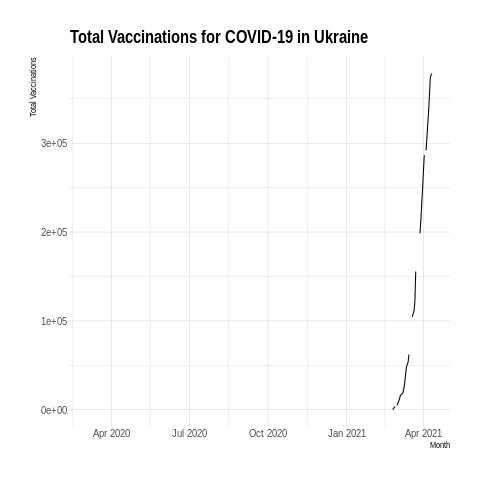 Total Vaccinations for COVID-19 in Ukraine
Total Vaccinations
3e+05
2e+05
1e+05
0e+00
Apr 2020 Jul 2020 Oct 2020 Jan 2021 Apr 2021
Month